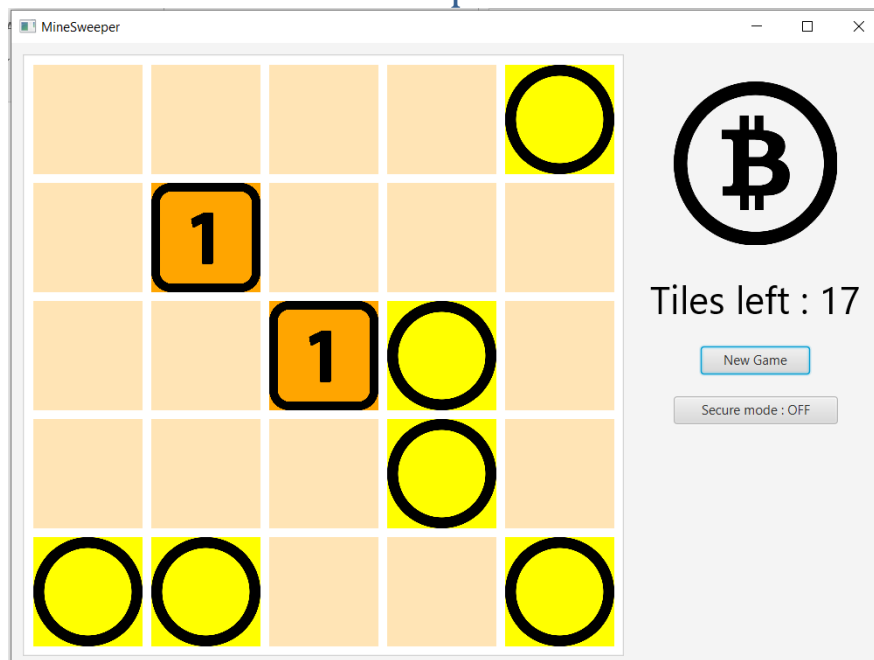 MineSweeper
1
1
Tiles left : 17
New Game
Secure mode : OFF